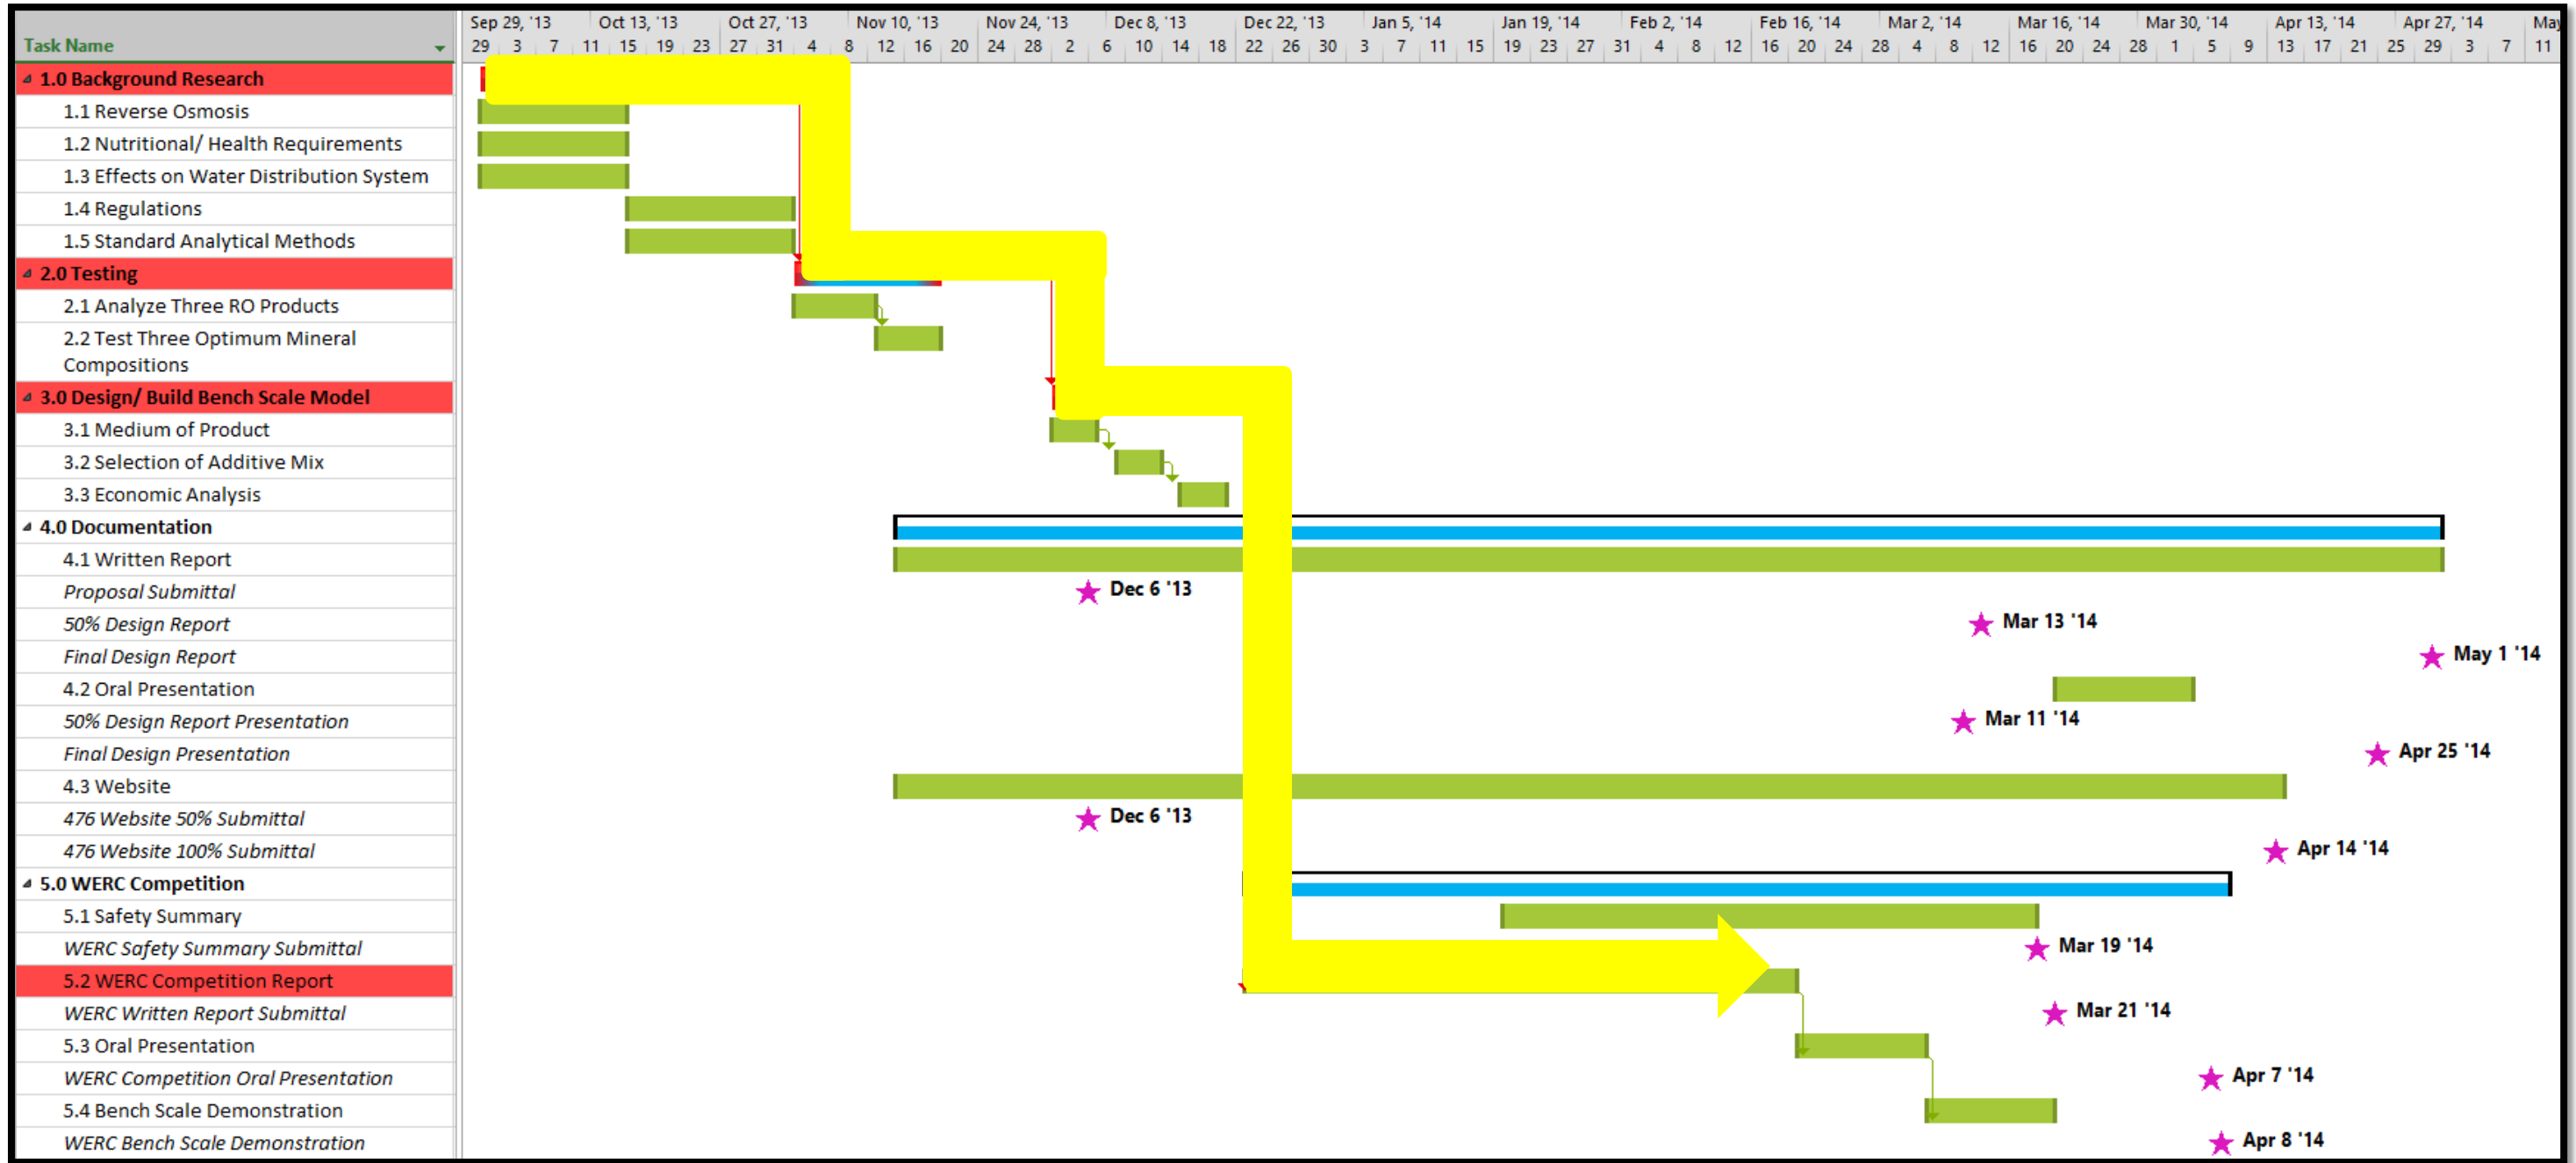 Sep 29, '13 Oct 13, '13 Oct 27, '13 Nov 10, '13 Nov 24, '13 Dec 8, '13 Dec 22, '13 Jan 5, '14 Jan 19, '14 Feb 2, '14 Feb 16, '14 Mar 2, '14 Mar 16, '14 Mar 30, '14 Apr 13, '14 Apr 27, '14 May
Task Name 29 3 7 11 15 19 23 27 31 4 8 12 16 20 24 28 2 6 10 14 18 22 26 30 3 7 11 15 19 23 27 31 4 8 12 16 20 24 28 4 8 12 16 20 24 28 1 5 9 13 17 21 25 29 3 7 11
1.0 Background Research
1.1 Reverse Osmosis
1.2 Nutritional/ Health Requirements
1.3 Effects on Water Distribution System
1.4 Regulations
1.5 Standard Analytical Methods
2.0 Testing
2.1 Analyze Three RO Products
2.2 Test Three Optimum Mineral
Compositions
3.0 Design/ Build Bench Scale Model
3.1 Medium of Product
3.2 Selection of Additive Mix
3.3 Economic Analysis
4.0 Documentation
4.1 Written Report
Proposal Submittal Dec 6 '13
50% Design Report Mar 13 '14
Final Design Report May 1 '14
4.2 Oral Presentation
50% Design Report Presentation Mar 11 '14
Final Design Presentation Apr 25 '14
4.3 Website
476 Website 50% Submittal Dec 6 '13
476 Website 100% Submittal Apr 14 '14
5.0 WERC Competition
5.1 Safety Summary
WERC Safety Summary Submittal Mar 19 '14
5.2 WERC Competition Report
WERC Written Report Submittal Mar 21 '14
5.3 Oral Presentation
WERC Competition Oral Presentation Apr 7 '14
5.4 Bench Scale Demonstration
WERC Bench Scale Demonstration Apr 8 '14